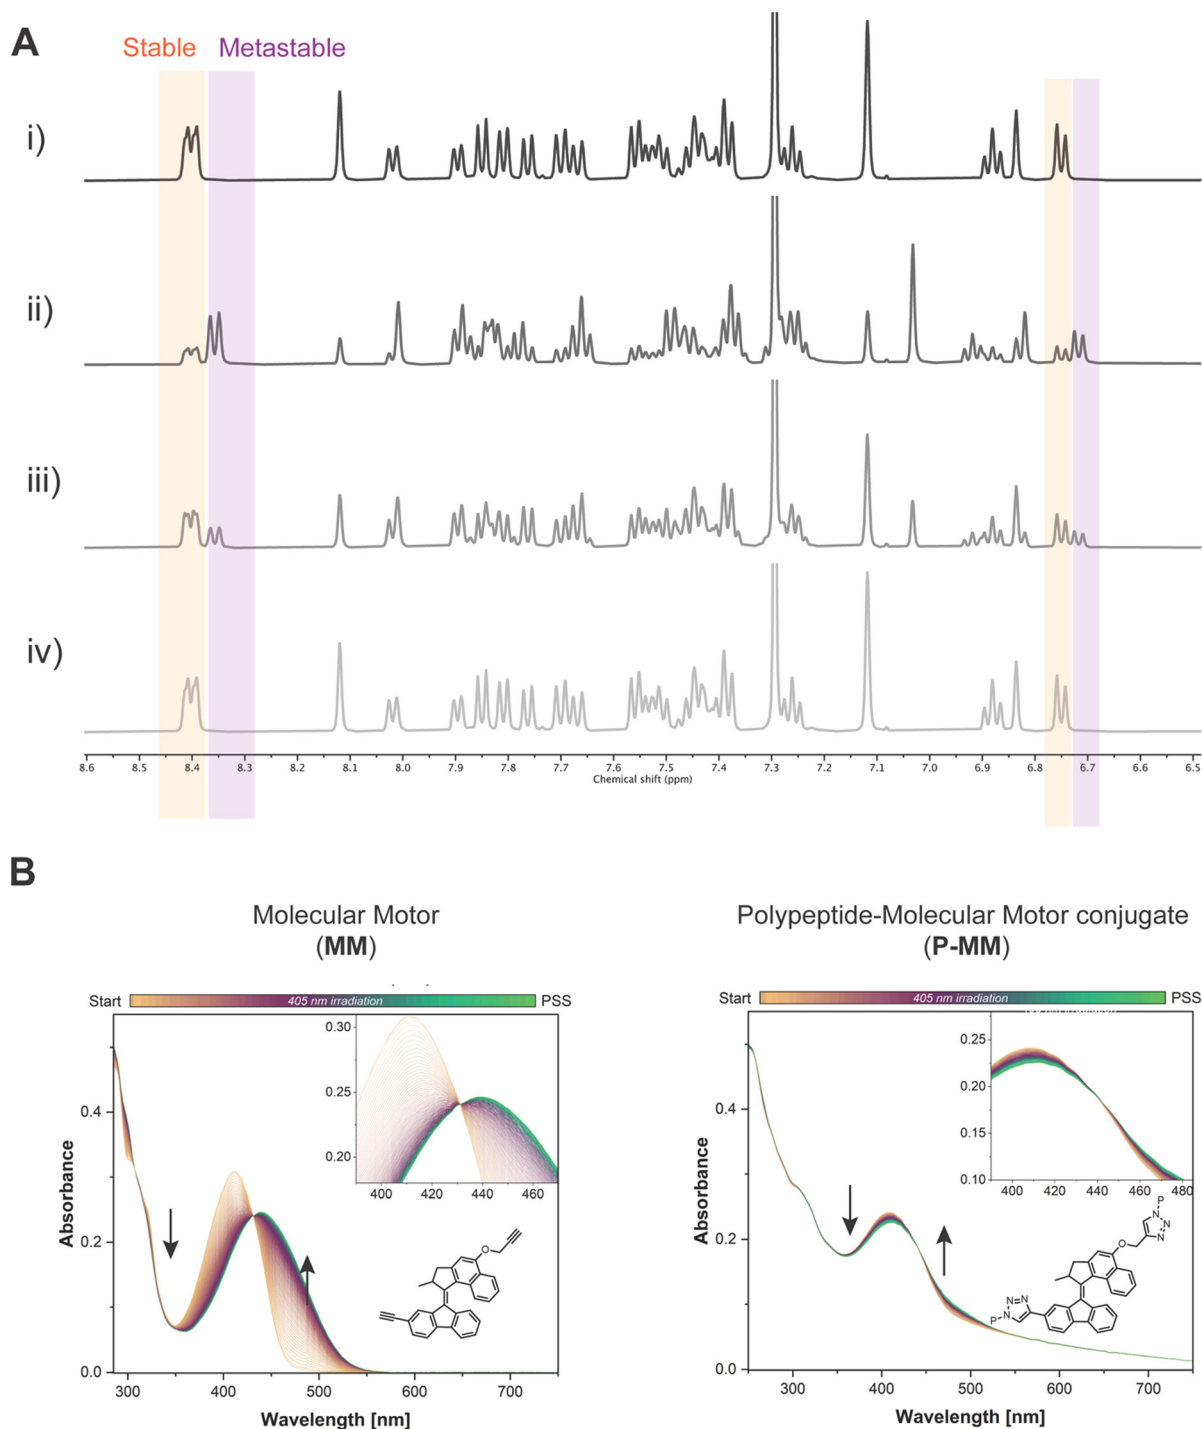 A
Stable Metastable
i)
ii)
iii)
iv)
8.6 8.5 8.4 8.3 8.2 8.1 8.0 7.9 7.8 7.7 7.6 7.5 7.4 7.3 7.2 7.1 7.0 6.9 6.8 6.7 6.6 6.5
Chemical shift (ppm)
B
Molecular Motor
(MM)
Start 405 nm irradiation PSS
0.30
0.25
0.20
400 420 440 460
0.4
0.2
0.0
Absorbance
O
300 400 500 600 700
Wavelength [nm]
Polypeptide-Molecular Motor conjugate
(P-MM)
Start 405 nm irradiation PSS
0.25
0.20
0.15
0.10
400 420 440 460 480
0.4
0.2
0.0
Absorbance
P
N
N
N
O
N=N
P N
300 400 500 600 700
Wavelength [nm]